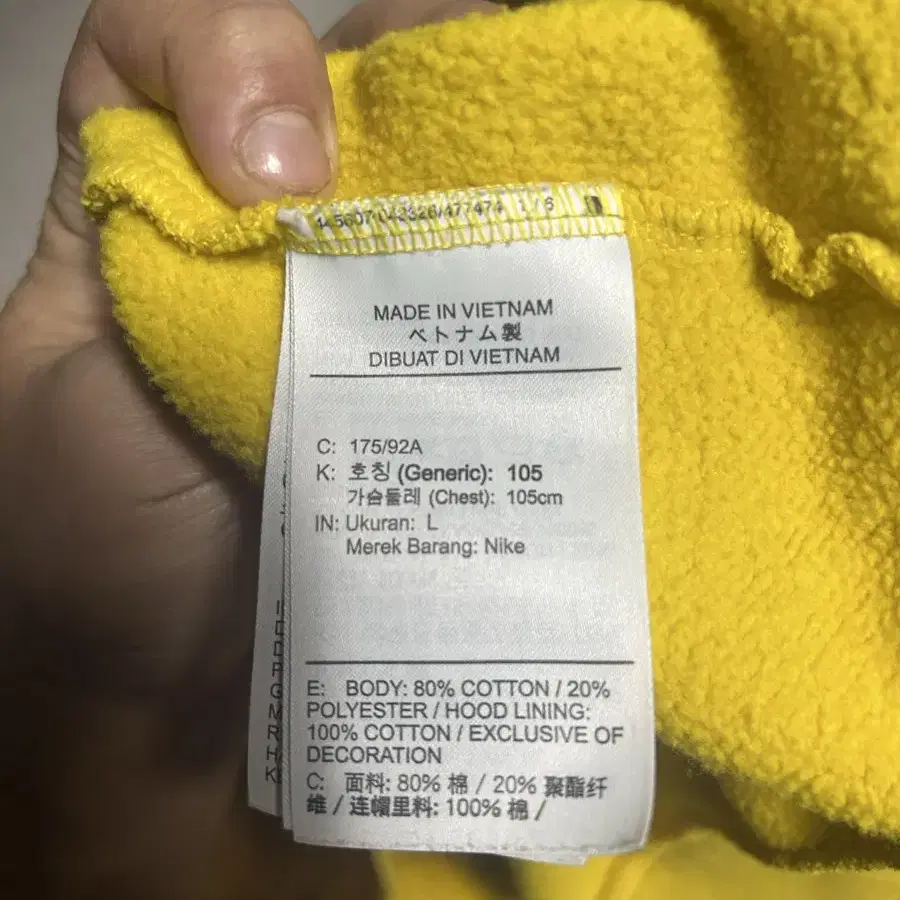 MADE IN VIETNAM
ベトナム製
DIBUAT DI VIETNAM
C: 175/92A
K: 호칭 (Generic): 105
가슴둘레 (Chest): 105cm
IN: Ukuran: L
Merek Barang: Nike
E: BODY: 80% COTTON / 20%
POLYESTER / HOOD LINING:
100% COTTON / EXCLUSIVE OF
DECORATION
C: 面料: 80% 棉 / 20% 聚酯纤
维 / 连帽里料: 100% 棉 /